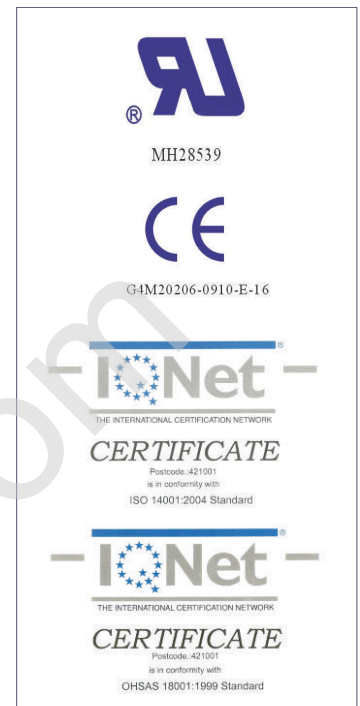 ®
MH28539
CE
G4M20206-0910-E-16
®
IQNet
THE INTERNATIONAL CERTIFICATION NETWORK
CERTIFICATE
Postcode.:421001
is in conformity with
ISO 14001:2004 Standard
®
IQNet
THE INTERNATIONAL CERTIFICATION NETWORK
CERTIFICATE
Postcode.:421001
is in conformity with
OHSAS 18001:1999 Standard